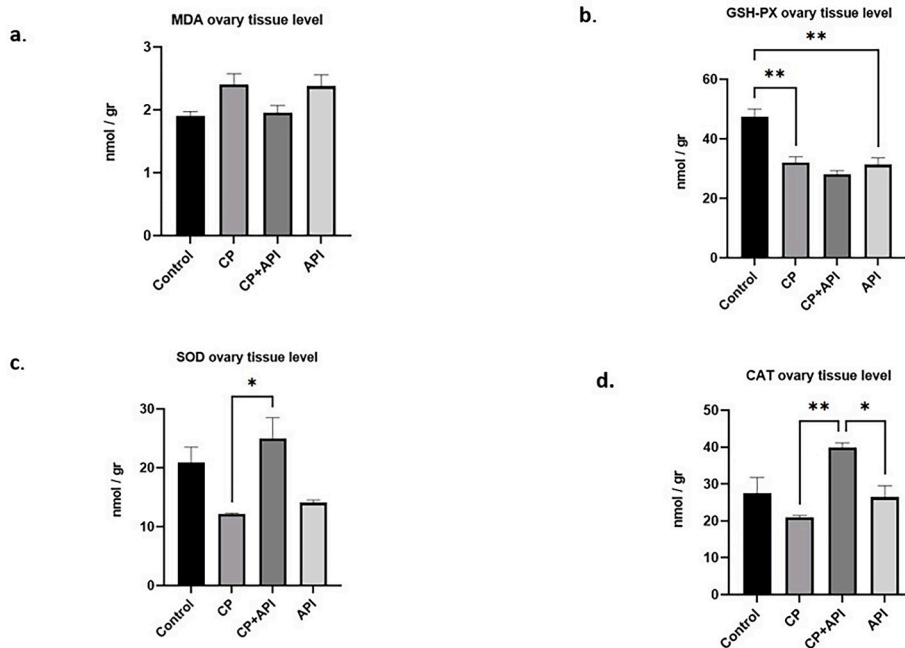 a.
MDA ovary tissue level
nmol / gr
3
2
1
0
Control
CP
CP+API
API
b.
GSH-PX ovary tissue level
**
**
nmol / gr
60
40
20
0
Control
CP
CP+API
API
c.
SOD ovary tissue level
*
nmol / gr
30
20
10
0
Control
CP
CP+API
API
d.
CAT ovary tissue level
** *
nmol / gr
50
40
30
20
10
0
Control
CP
CP+API
API